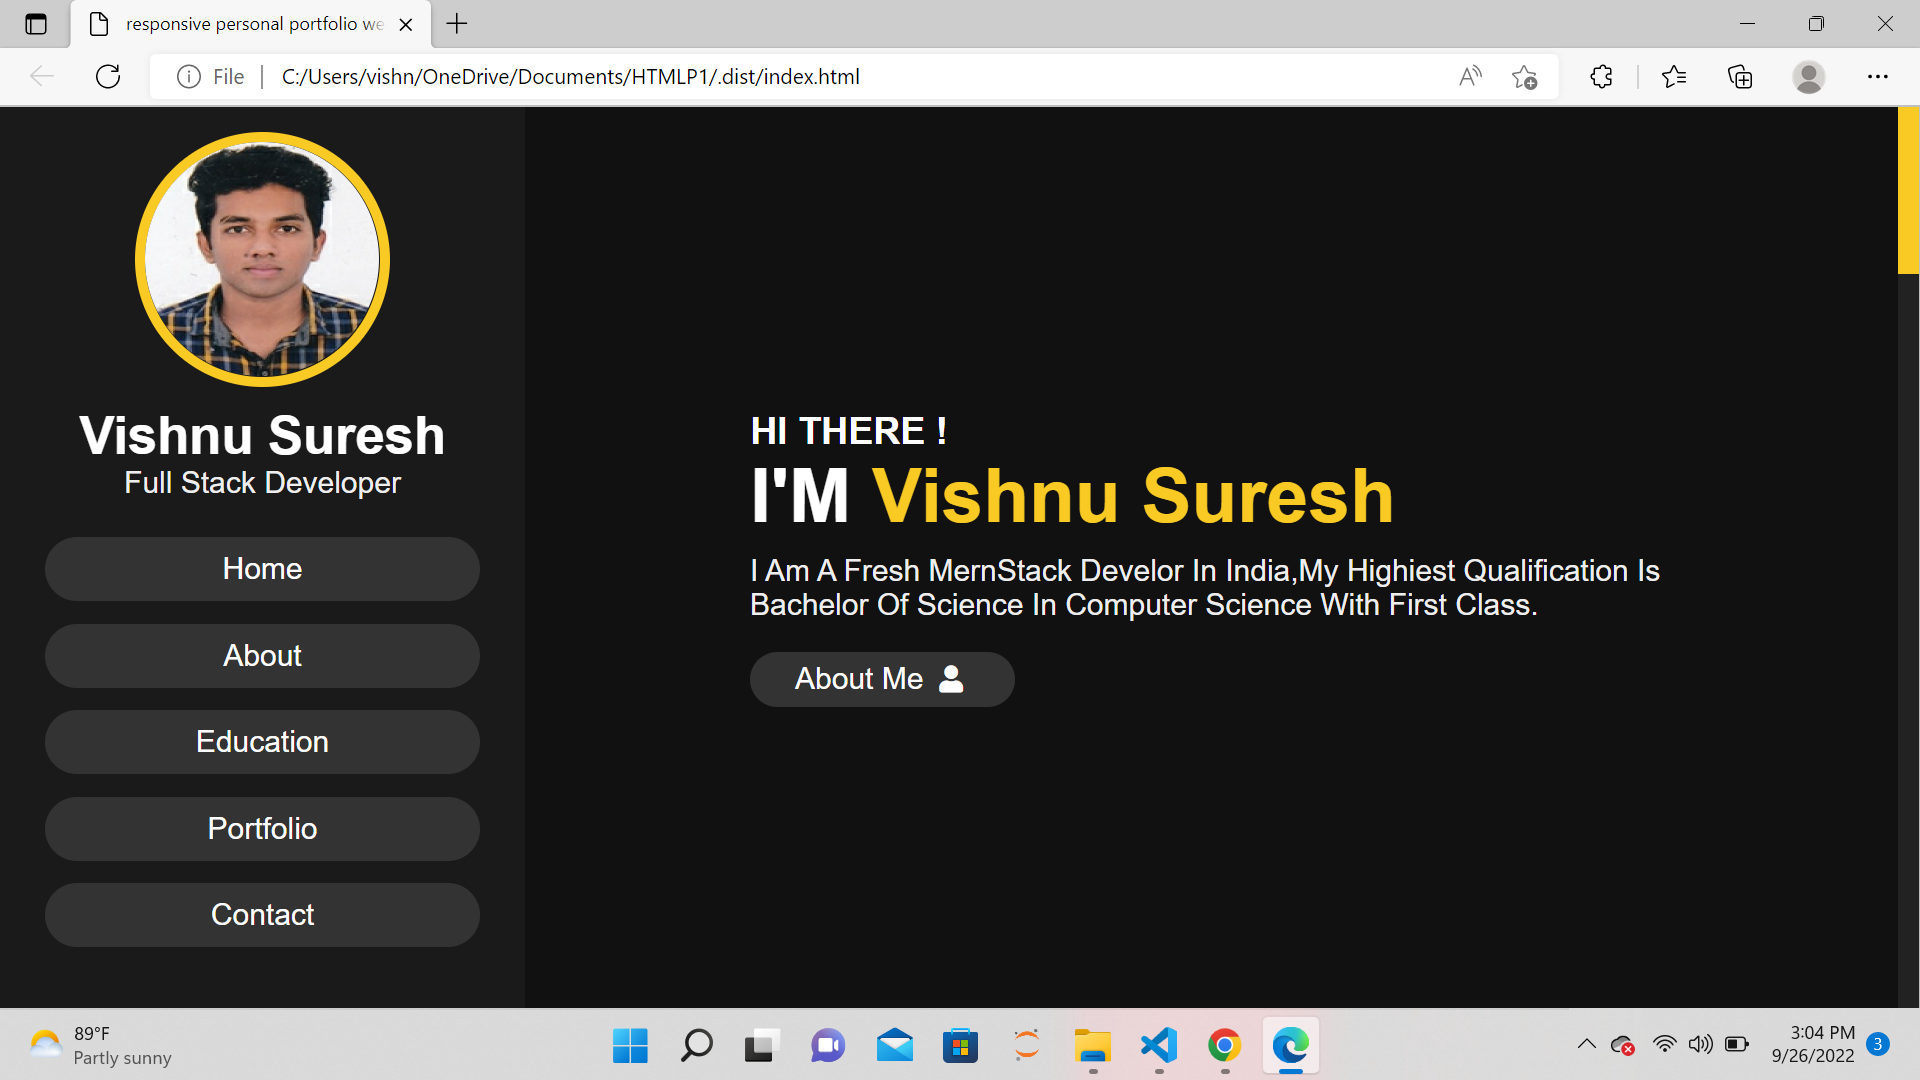 responsive personal portfolio we
File
C:/Users/vishn/OneDrive/Documents/HTMLP1/.dist/index.html
Vishnu Suresh
Full Stack Developer
Home
About
Education
Portfolio
Contact
HI THERE !
I'M Vishnu Suresh
I Am A Fresh MernStack Develor In India,My Highiest Qualification Is
Bachelor Of Science In Computer Science With First Class.
About Me
89°F
Partly sunny
3:04 PM
9/26/2022
3